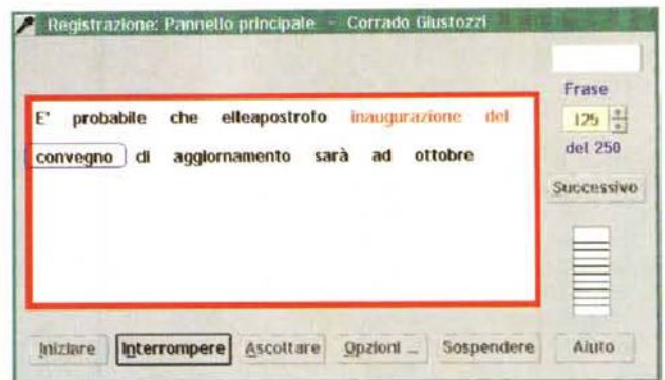 Registrazione: Pannello principale - Corrado Giustozzi
Frase
E' probabile che elleapostrofo inaugurazione del
125
convegno di aggiornamento sarà ad ottobre
del 250
Successivo
Iniziare Interrompere Ascoltare Opzioni ... Sospendere Aiuto